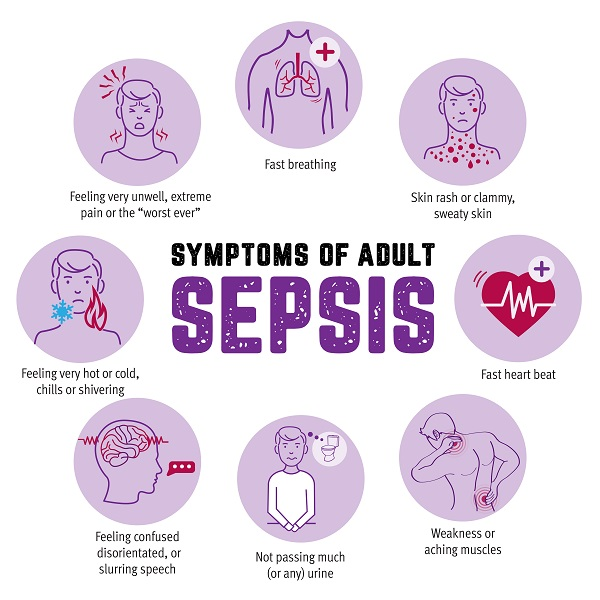 Fast breathing
Feeling very unwell, extreme
pain or the “worst ever”
Skin rash or clammy,
sweaty skin
SYMPTOMS OF ADULT
SEPSIS
Feeling very hot or cold,
chills or shivering
Fast heart beat
Feeling confused
disorientated, or
slurring speech
Not passing much
(or any) urine
Weakness or
aching muscles